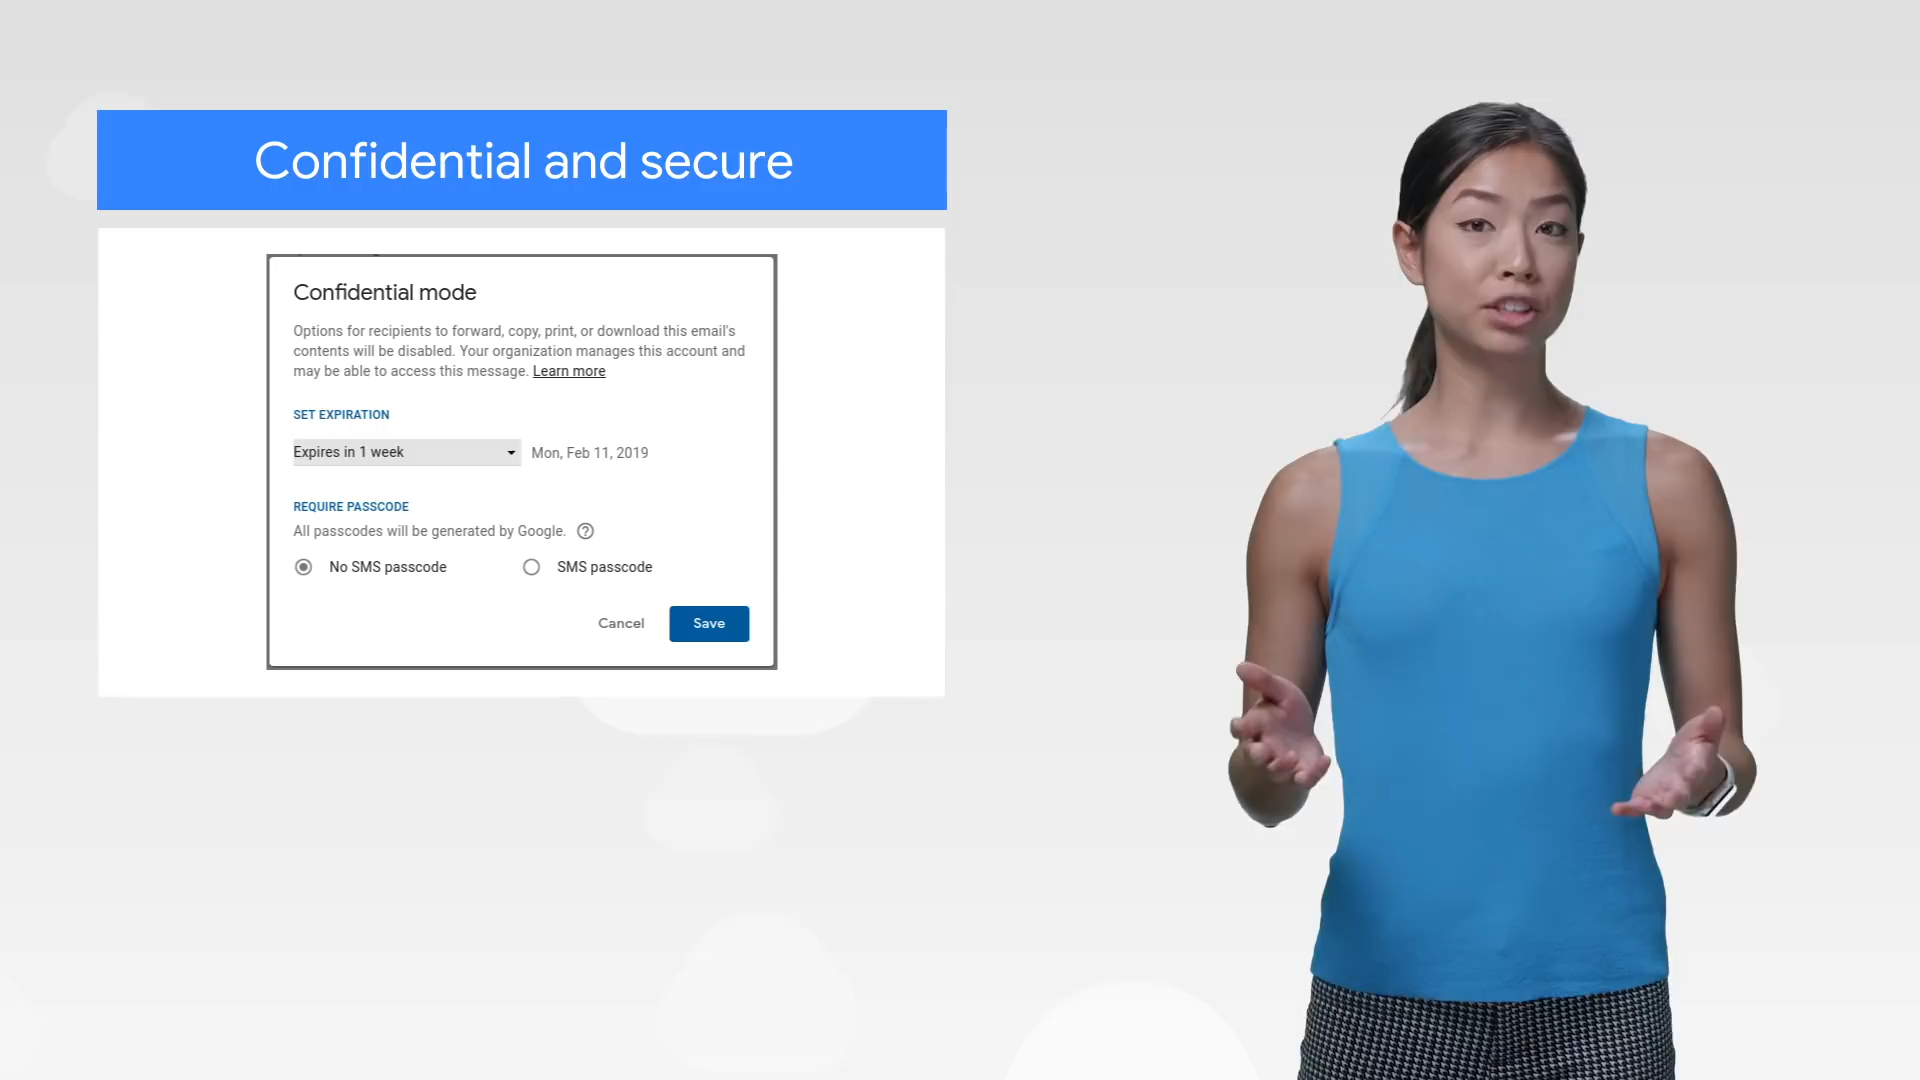 Confidential and secure
Confidential mode
Options for recipients to forward, copy, print, or download this email's
contents will be disabled. Your organization manages this account and
may be able to access this message. Learn more
SET EXPIRATION
Expires in 1 week Mon, Feb 11, 2019
REQUIRE PASSCODE
All passcodes will be generated by Google. ?
No SMS passcode SMS passcode
Cancel Save